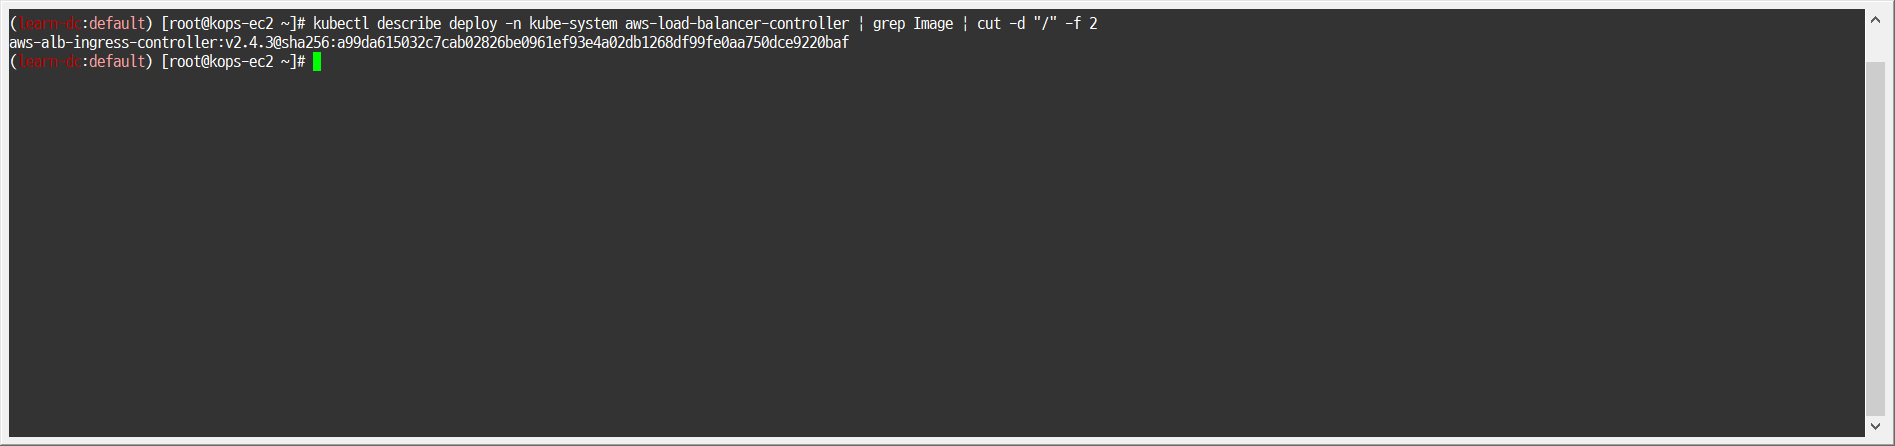 (learn-dc:default) [root@kops-ec2 ~]# kubectl describe deploy -n kube-system aws-load-balancer-controller | grep Image | cut -d "/" -f 2
aws-alb-ingress-controller:v2.4.3@sha256:a99da615032c7cab02826be0961ef93e4a02db1268df99fe0aa750dce9220baf
(learn-dc:default) [root@kops-ec2 ~]#